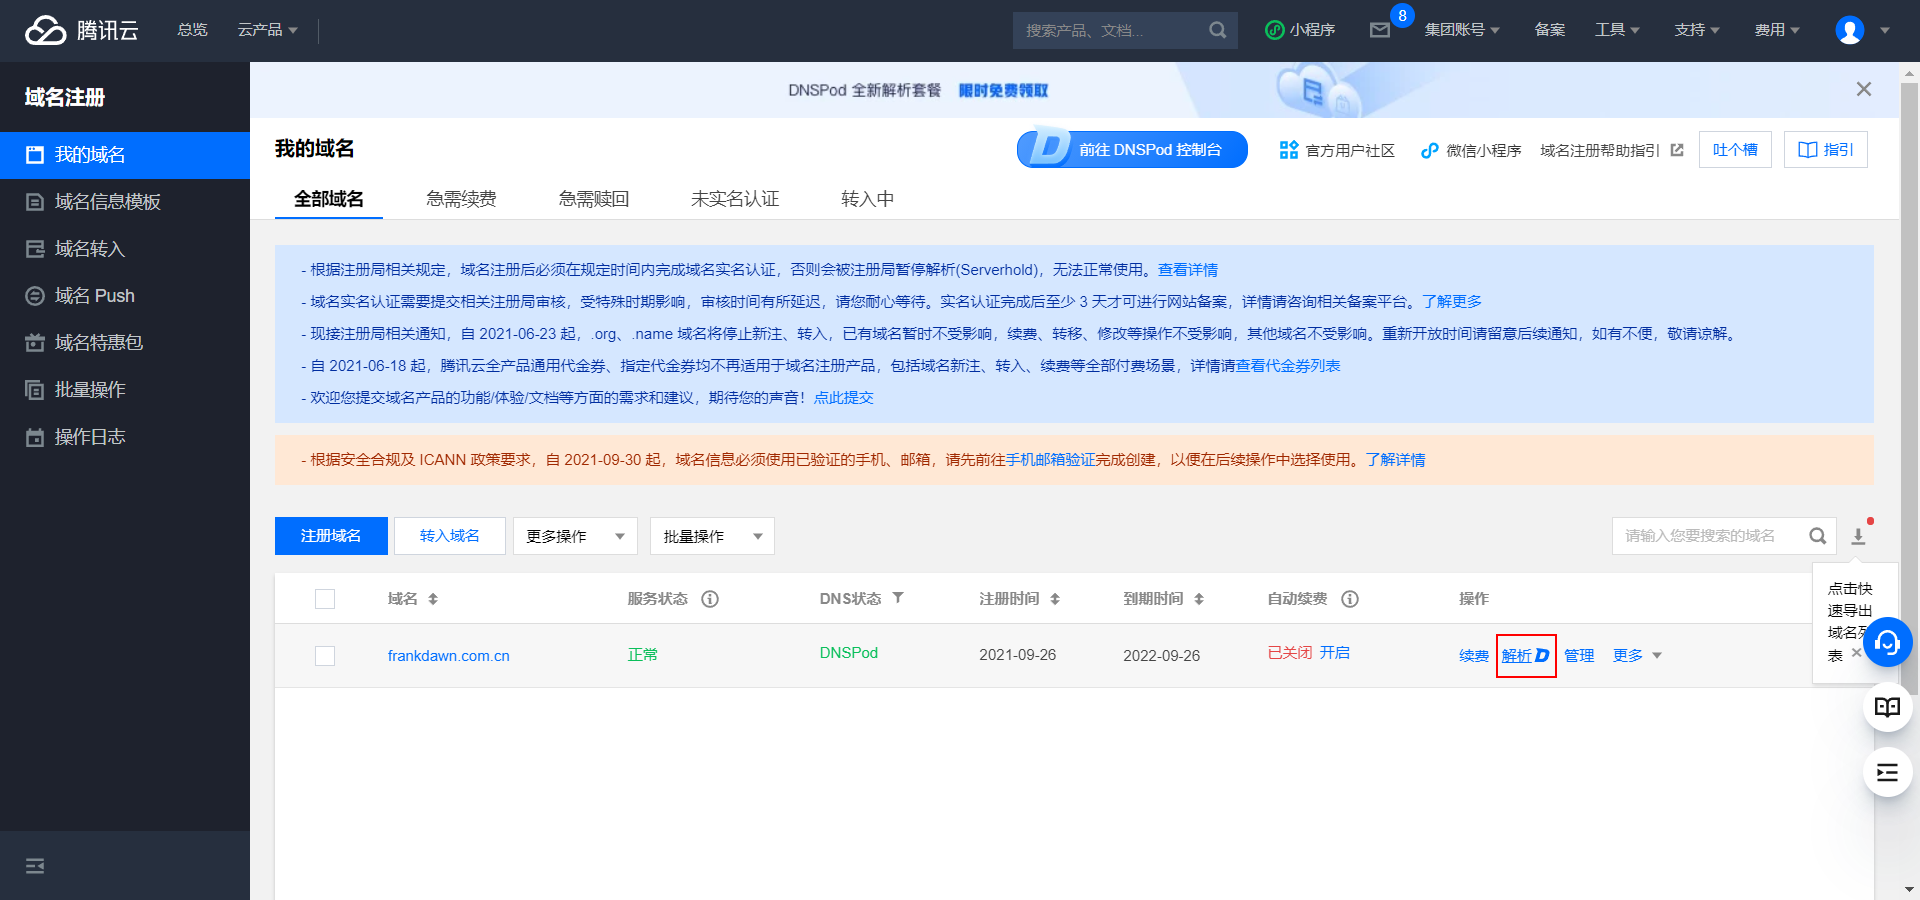 腾讯云 总览 云产品 搜索产品、文档... 小程序 8 集团账号 备案 工具 支持 费用
域名注册
我的域名
域名信息模板
域名转入
域名 Push
域名特惠包
批量操作
操作日志
DNSPod 全新解析套餐 限时免费领取
我的域名 D 前往 DNSPod 控制台 官方用户社区 微信小程序 域名注册帮助指引 吐个槽 指引
全部域名 急需续费 急需赎回 未实名认证 转入中
- 根据注册局相关规定，域名注册后必须在规定时间内完成域名实名认证，否则会被注册局暂停解析(Serverhold)，无法正常使用。查看详情
- 域名实名认证需要提交相关注册局审核，受特殊时期影响，审核时间有所延迟，请您耐心等待。实名认证完成后至少 3 天才可进行网站备案，详情请咨询相关备案平台。了解更多
- 现接注册局相关通知，自 2021-06-23 起，.org、.name 域名将停止新注、转入，已有域名暂时不受影响，续费、转移、修改等操作不受影响，其他域名不受影响。重新开放时间请留意后续通知，如有不便，敬请谅解。
- 自 2021-06-18 起，腾讯云全产品通用代金券、指定代金券均不再适用于域名注册产品，包括域名新注、转入、续费等全部付费场景，详情请查看代金券列表
- 欢迎您提交域名产品的功能/体验/文档等方面的需求和建议，期待您的声音！点此提交
- 根据安全合规及 ICANN 政策要求，自 2021-09-30 起，域名信息必须使用已验证的手机、邮箱，请先前往手机邮箱验证完成创建，以便在后续操作中选择使用。了解详情
注册域名 转入域名 更多操作 批量操作 请输入您要搜索的域名
域名 服务状态 DNS状态 注册时间 到期时间 自动续费 操作
frankdawn.com.cn 正常 DNSPod 2021-09-26 2022-09-26 已关闭 开启 续费 解析 D 管理 更多
点击快
速导出
域名列
表